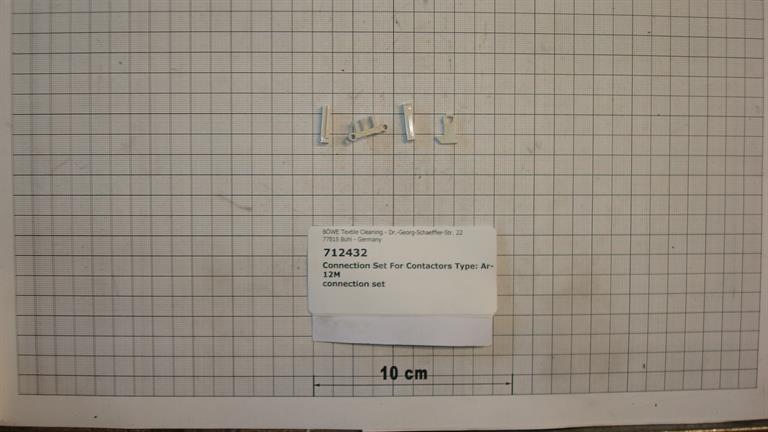 BÖWE Textile Cleaning - Dr.-Georg-Schaeffler-Str. 22
77815 Bühl - Germany
712432
Connection Set For Contactors Type: Ar-
12M
connection set
10 cm